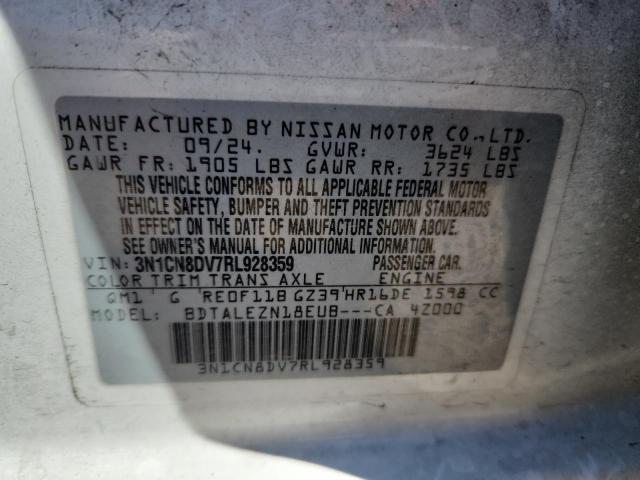 MANUFACTURED BY NISSAN MOTOR CO.,LTD.
DATE: 09/24. GVWR: 3624 LBS
GAWR FR: 1905 LBS GAWR RR: 1735 LBS
THIS VEHICLE CONFORMS TO ALL APPLICABLE FEDERAL MOTOR
VEHICLE SAFETY, BUMPER AND THEFT PREVENTION STANDARDS
IN EFFECT ON THE DATE OF MANUFACTURE SHOWN ABOVE.
SEE OWNER'S MANUAL FOR ADDITIONAL INFORMATION.
VIN: 3N1CN8DV7RL928359 PASSENGER CAR.
COLOR TRIM TRANS AXLE ENGINE
QM1 G RE0F11B GZ39 HR16DE 1598 CC
MODEL: BDTALEZN18EUB---CA 4Z000
3N1CN8DV7RL928359